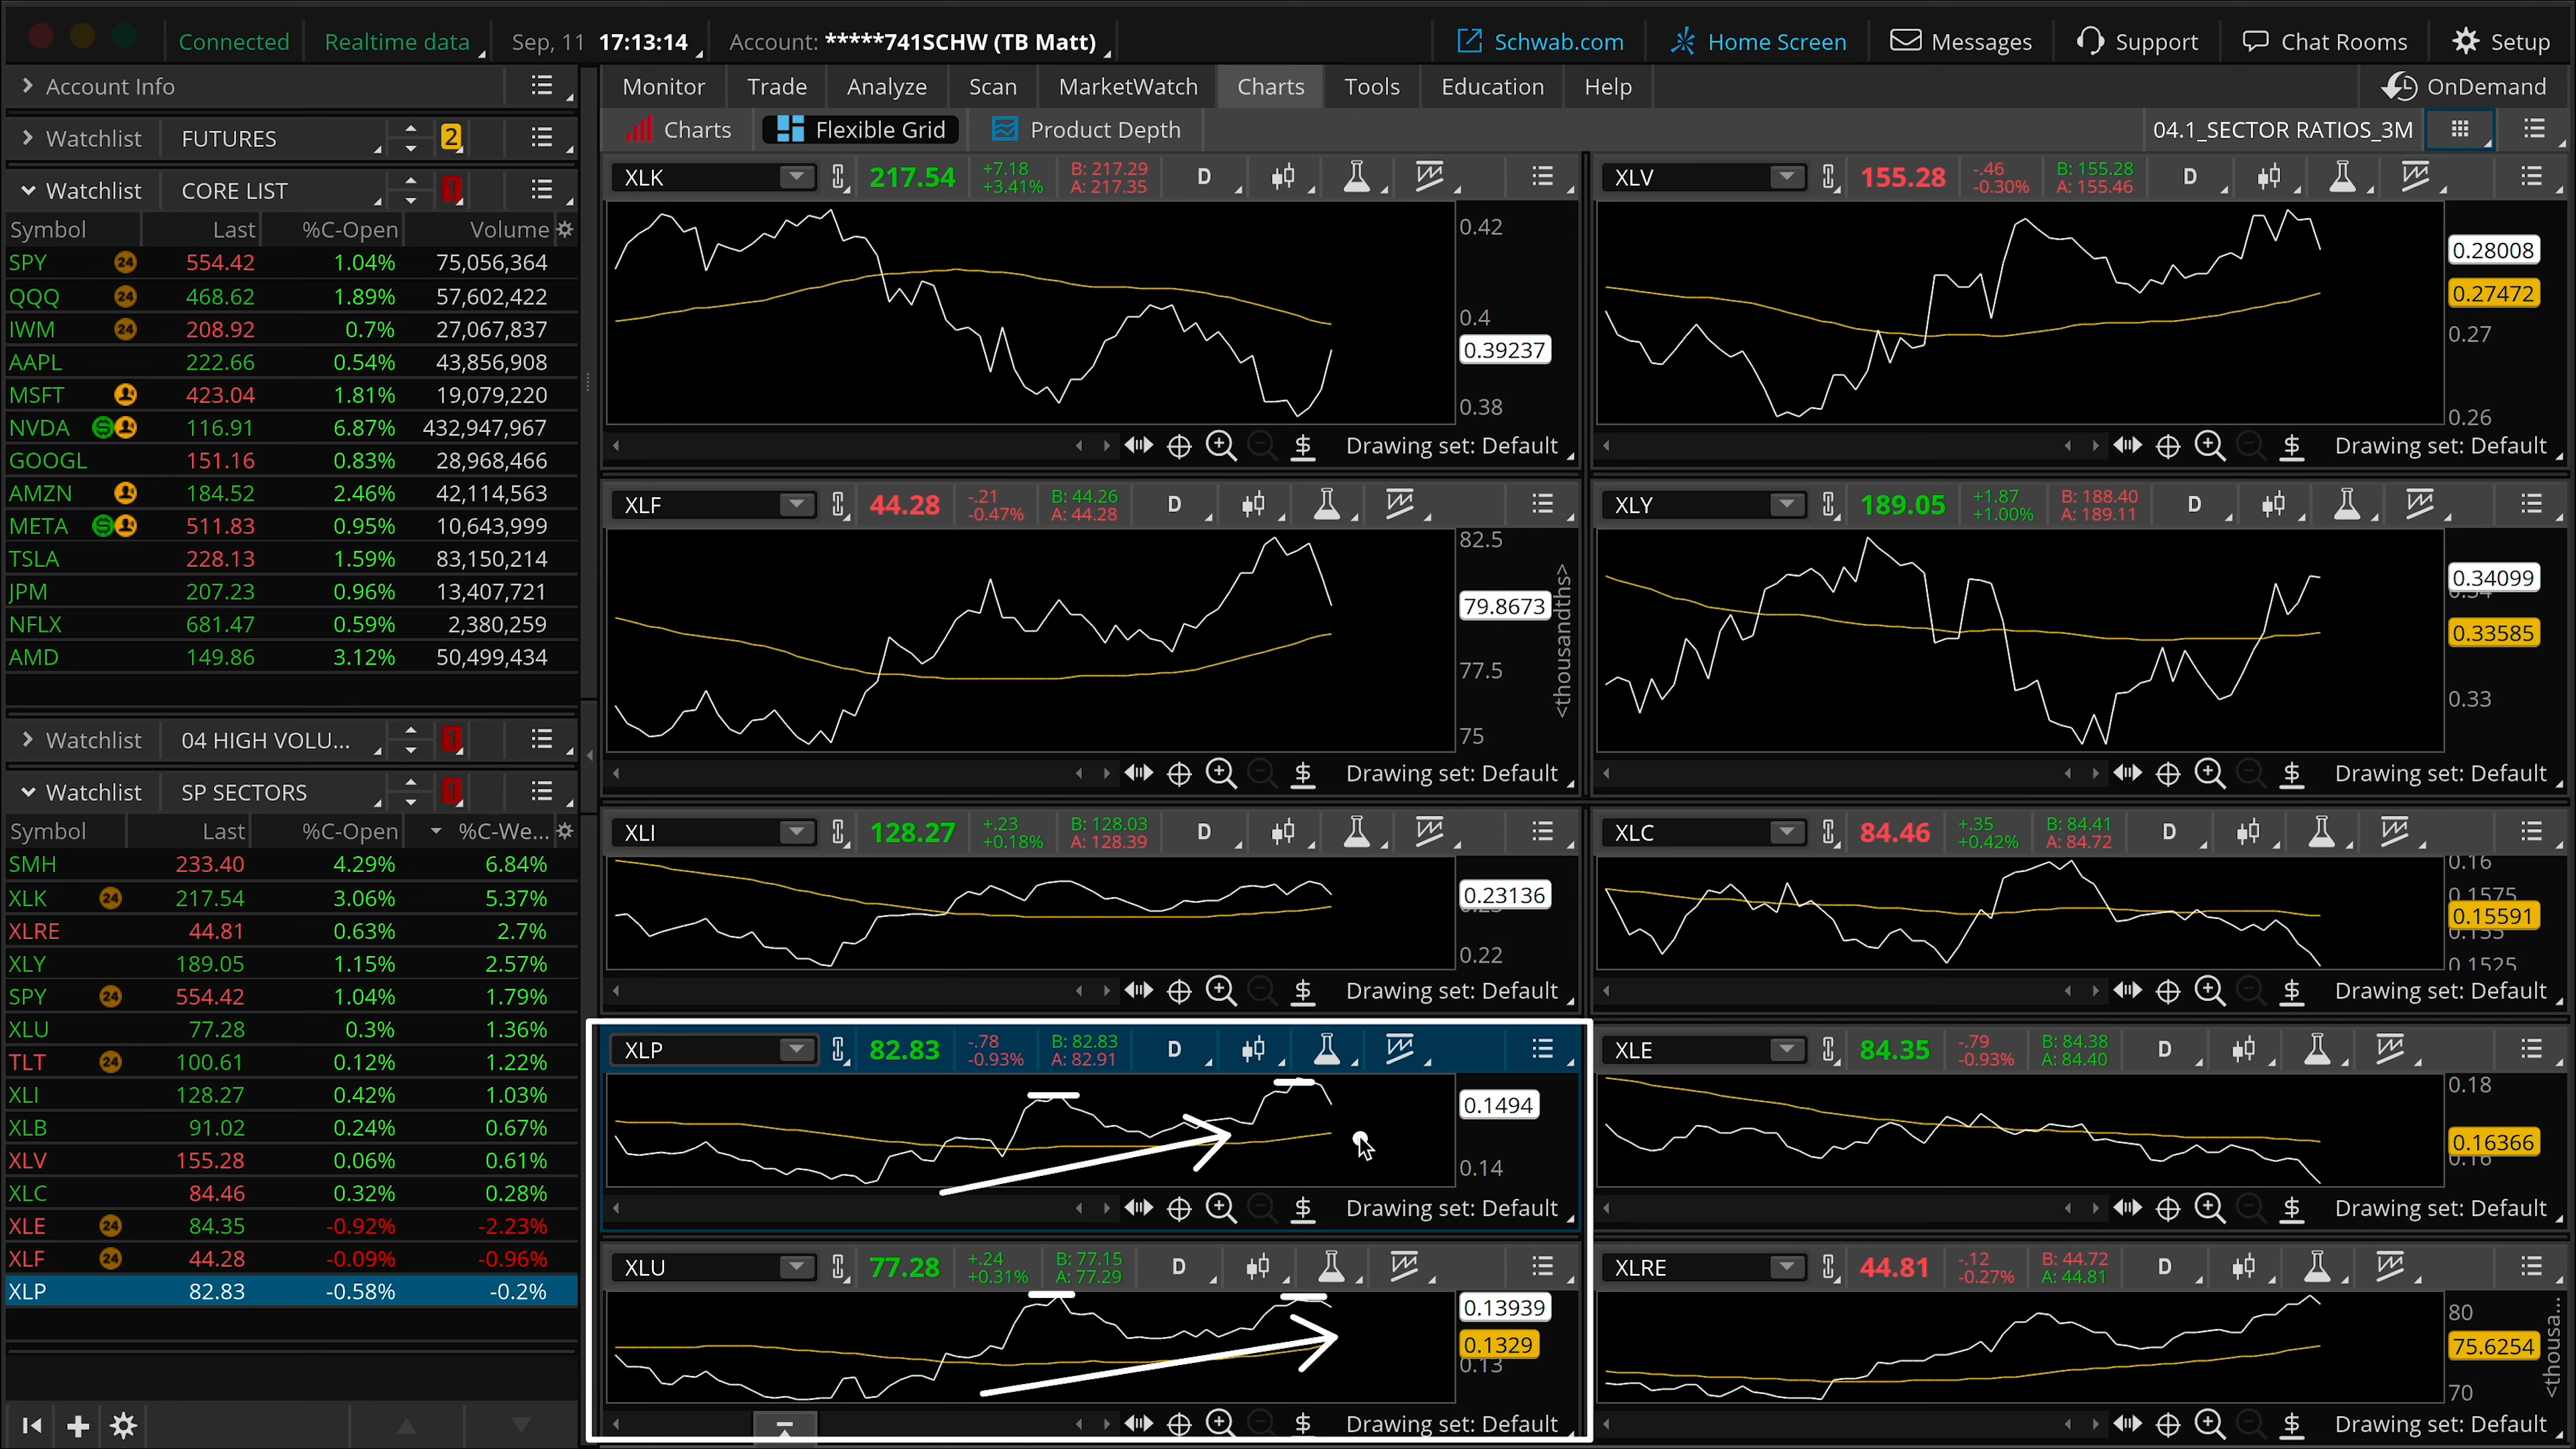 Connected Realtime data Sep, 11 17:13:14 Account: *****741SCHW (TB Matt) Schwab.com Home Screen Messages Support Chat Rooms Setup
Account Info
Monitor Trade Analyze Scan MarketWatch Charts Tools Education Help OnDemand
Watchlist FUTURES 2
Charts Flexible Grid Product Depth 04.1_SECTOR RATIOS_3M
Watchlist CORE LIST 1
Symbol Last %C-Open Volume
SPY 24 554.42 1.04% 75,056,364
QQQ 24 468.62 1.89% 57,602,422
IWM 24 208.92 0.7% 27,067,837
AAPL 222.66 0.54% 43,856,908
MSFT 423.04 1.81% 19,079,220
NVDA 116.91 6.87% 432,947,967
GOOGL 151.16 0.83% 28,968,466
AMZN 184.52 2.46% 42,114,563
META 511.83 0.95% 10,643,999
TSLA 228.13 1.59% 83,150,214
JPM 207.23 0.96% 13,407,721
NFLX 681.47 0.59% 2,380,259
AMD 149.86 3.12% 50,499,434
Watchlist 04 HIGH VOLU... 1
Watchlist SP SECTORS 1
Symbol Last %C-Open %C-We...
SMH 233.40 4.29% 6.84%
XLK 24 217.54 3.06% 5.37%
XLRE 44.81 0.63% 2.7%
XLY 189.05 1.15% 2.57%
SPY 24 554.42 1.04% 1.79%
XLU 77.28 0.3% 1.36%
TLT 24 100.61 0.12% 1.22%
XLI 128.27 0.42% 1.03%
XLB 91.02 0.24% 0.67%
XLV 155.28 0.06% 0.61%
XLC 84.46 0.32% 0.28%
XLE 24 84.35 -0.92% -2.23%
XLF 24 44.28 -0.09% -0.96%
XLP 82.83 -0.58% -0.2%
XLK 217.54 +7.18 +3.41% B: 217.29 A: 217.35 D
0.42
0.4
0.39237
0.38
Drawing set: Default
XLV 155.28 -.46 -0.30% B: 155.28 A: 155.46 D
0.28008
0.27472
0.27
0.26
Drawing set: Default
XLF 44.28 -.21 -0.47% B: 44.26 A: 44.28 D
82.5
79.8673
77.5
75
<thousandths>
Drawing set: Default
XLY 189.05 +1.87 +1.00% B: 188.40 A: 189.11 D
0.34099
0.34
0.33585
0.33
Drawing set: Default
XLI 128.27 +.23 +0.18% B: 128.03 A: 128.39 D
0.23136
0.22
Drawing set: Default
XLC 84.46 +.35 +0.42% B: 84.41 A: 84.72 D
0.16
0.1575
0.15591
0.155
0.1525
Drawing set: Default
XLP 82.83 -.78 -0.93% B: 82.83 A: 82.91 D
0.1494
0.14
Drawing set: Default
XLE 84.35 -.79 -0.93% B: 84.38 A: 84.40 D
0.18
0.16366
0.16
Drawing set: Default
XLU 77.28 +.24 +0.31% B: 77.15 A: 77.29 D
0.13939
0.1329
0.13
Drawing set: Default
XLRE 44.81 -.12 -0.27% B: 44.72 A: 44.81 D
80
75.6254
70
<thousa...
Drawing set: Default